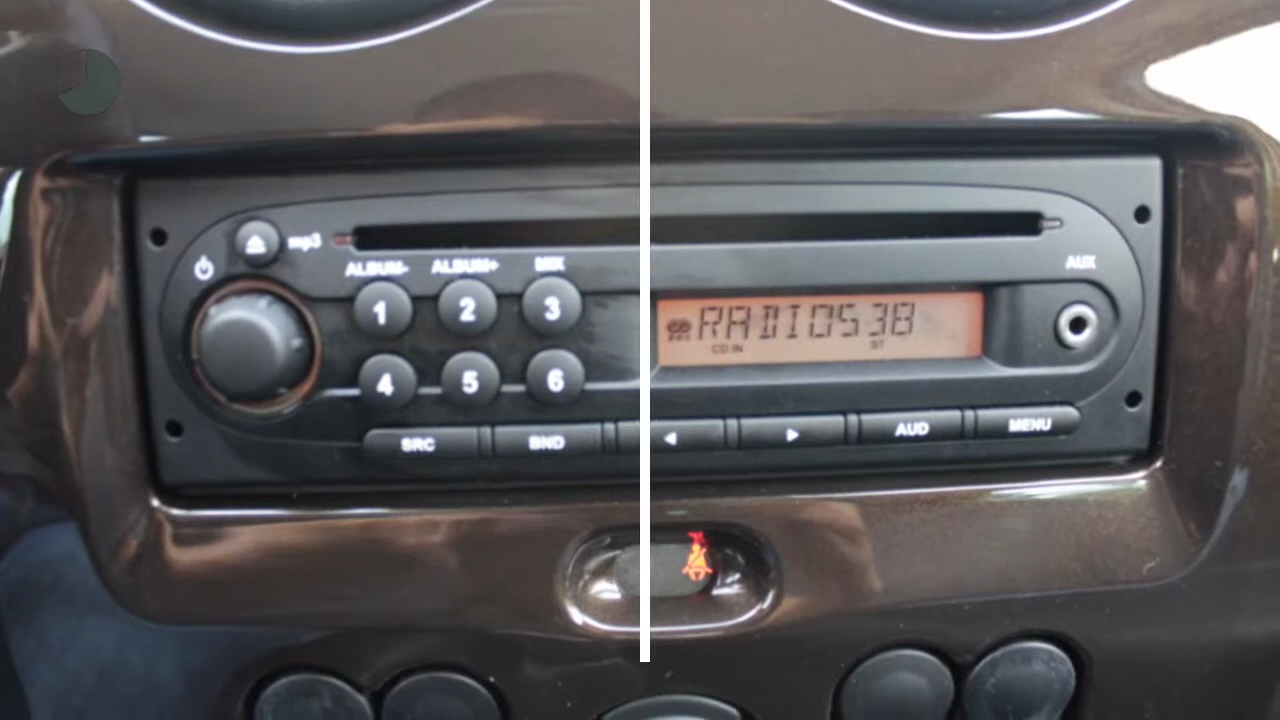 mp3
ALBUM- ALBUM+ MIX
AUX
1 2 3
RADIO538
CD IN ST
4 5 6
SRC BND AUD MENU